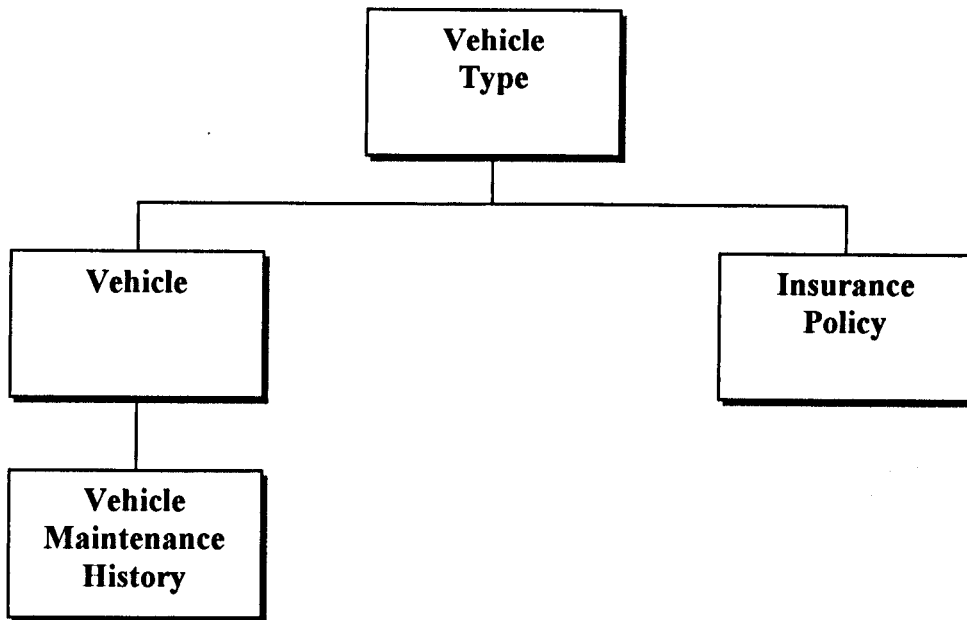 Vehicle
Type
Vehicle
Insurance
Policy
Vehicle
Maintenance
History